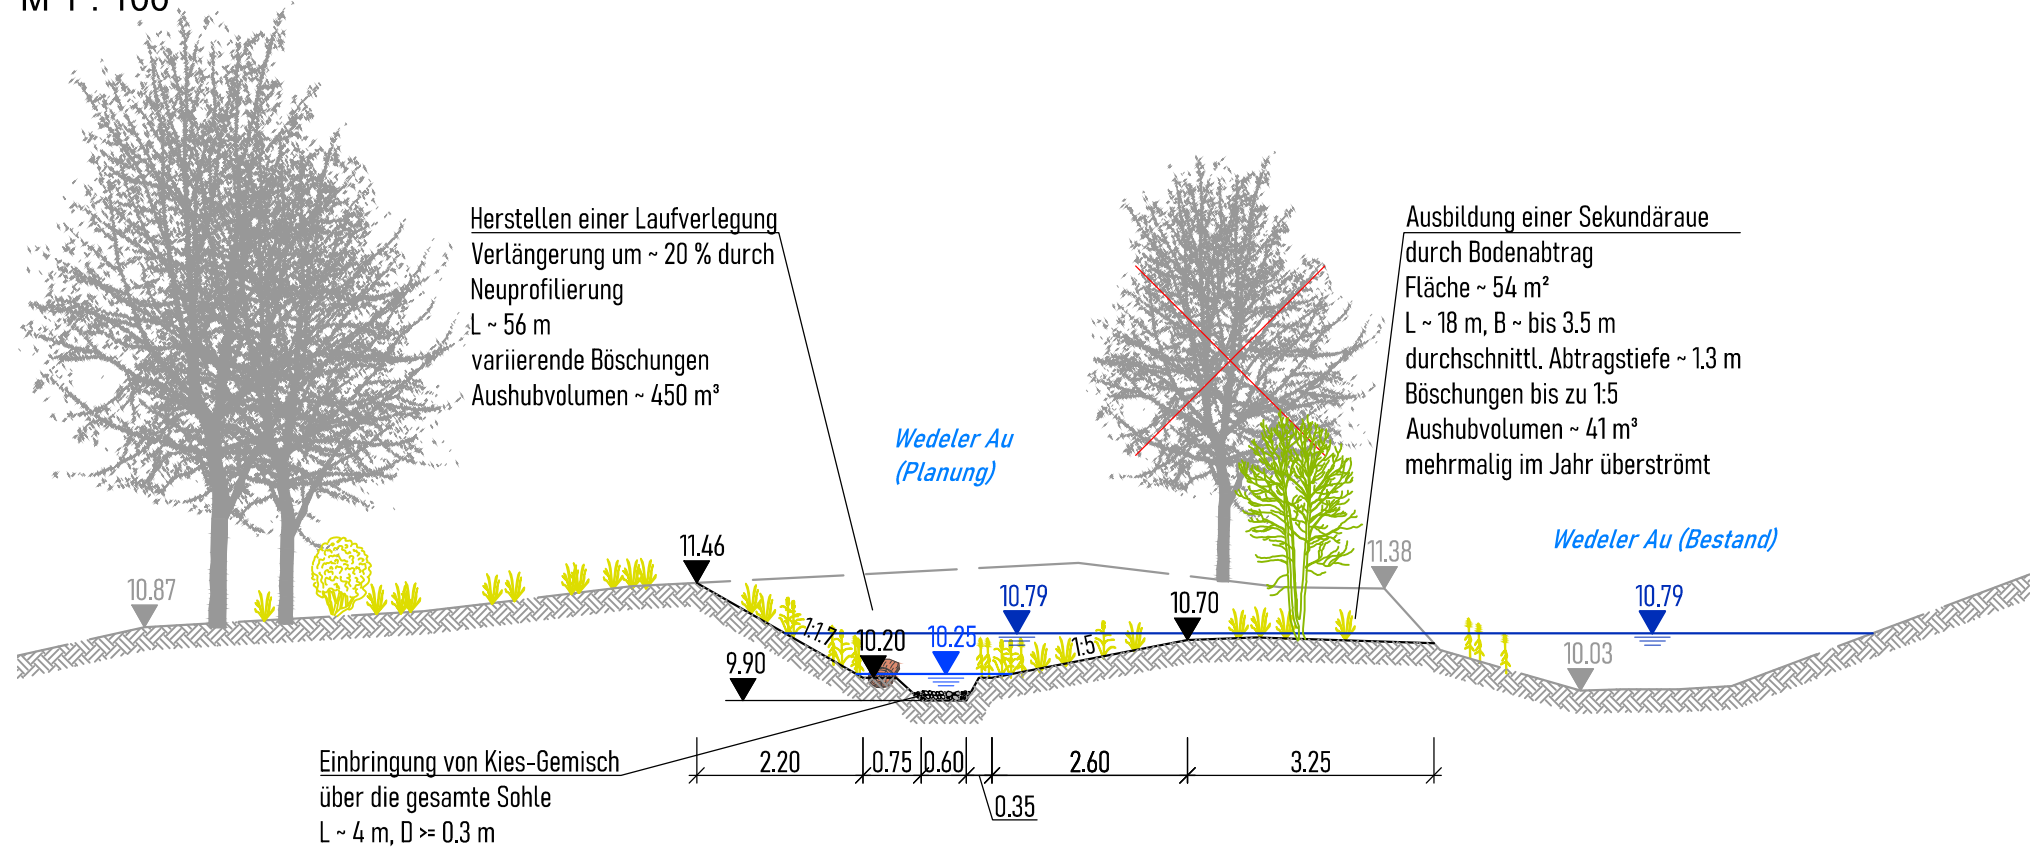 M 1 : 100
Herstellen einer Laufverlegung
Verlängerung um ~ 20 % durch
Neuprofilierung
L ~ 56 m
variierende Böschungen
Aushubvolumen ~ 450 m³
Ausbildung einer Sekundäraue
durch Bodenabtrag
Fläche ~ 54 m²
L ~ 18 m, B ~ bis 3.5 m
durchschnittl. Abtragstiefe ~ 1.3 m
Böschungen bis zu 1:5
Aushubvolumen ~ 41 m³
mehrmalig im Jahr überströmt
Wedeler Au
(Planung)
Wedeler Au (Bestand)
10.87
11.46
11.38
10.79
10.70
10.79
1:1.7
10.20
10.25
1:5
9.90
10.03
Einbringung von Kies-Gemisch
über die gesamte Sohle
L ~ 4 m, D >= 0.3 m
2.20
0.75
0.60
2.60
3.25
0.35